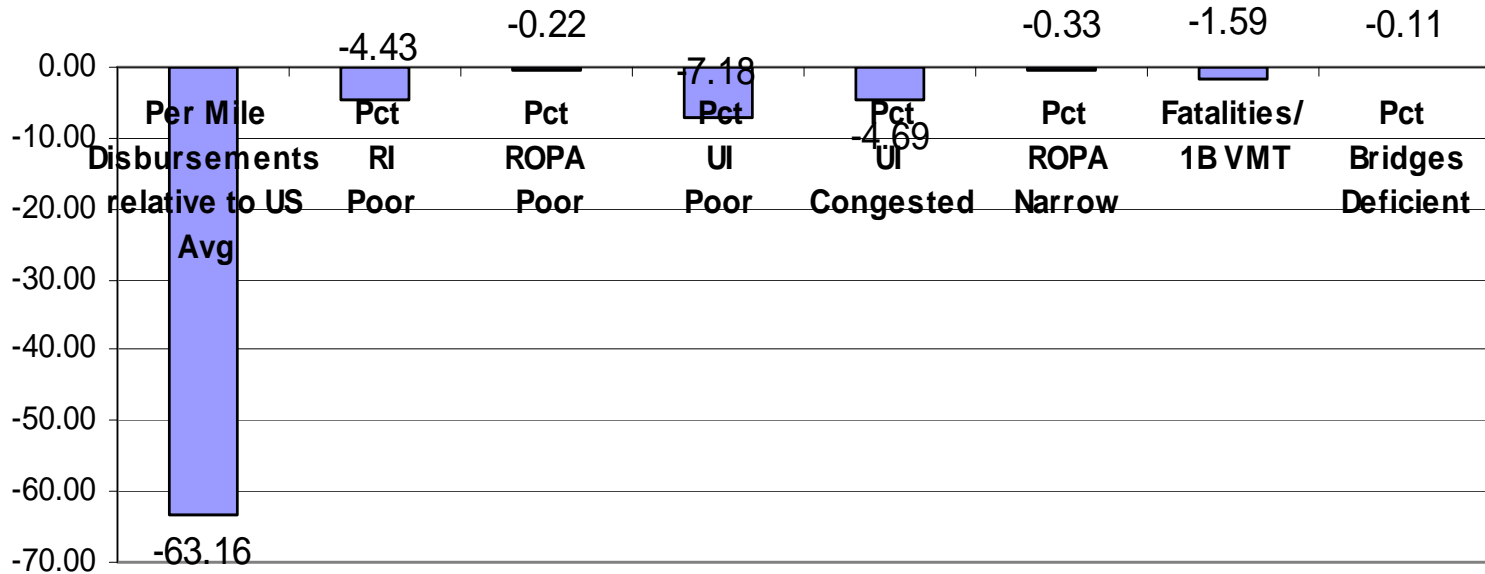 -4.43
-0.22
-7.18
-4.69
-0.33
-1.59
-0.11
-63.16
0.00
-10.00
-20.00
-30.00
-40.00
-50.00
-60.00
-70.00
Per Mile
Disbursements
relative to US
Avg
Pct
RI
Poor
Pct
ROPA
Poor
Pct
UI
Poor
Pct
UI
Congested
Pct
ROPA
Narrow
Fatalities/
1B VMT
Pct
Bridges
Deficient